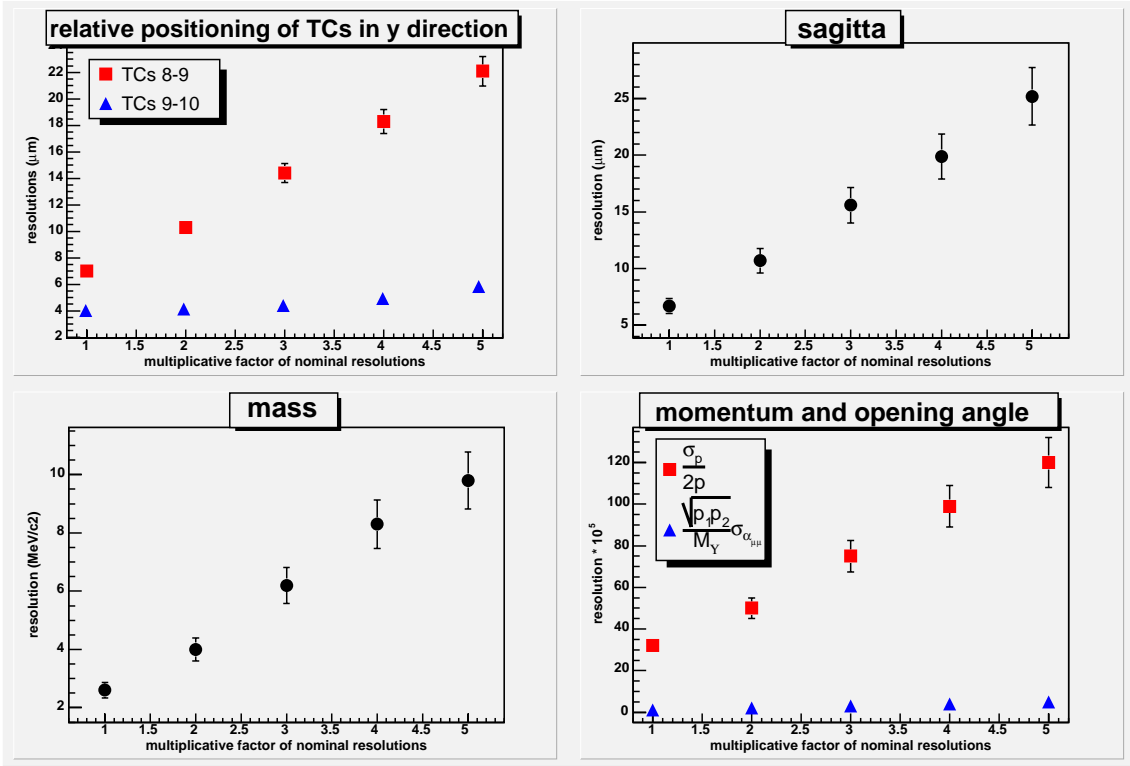 relative positioning of TCs in y direction
TCs 8-9
TCs 9-10
resolutions (μm)
22
20
18
16
14
12
10
8
6
4
2
1 1.5 2 2.5 3 3.5 4 4.5 5
multiplicative factor of nominal resolutions
sagitta
resolution (μm)
25
20
15
10
5
1 1.5 2 2.5 3 3.5 4 4.5 5
multiplicative factor of nominal resolutions
mass
resolution (MeV/c2)
10
8
6
4
2
1 1.5 2 2.5 3 3.5 4 4.5 5
multiplicative factor of nominal resolutions
momentum and opening angle
σp
2p
√p1p2
MΥ σαμμ
resolution * 10^5
120
100
80
60
40
20
0
1 1.5 2 2.5 3 3.5 4 4.5 5
multiplicative factor of nominal resolutions